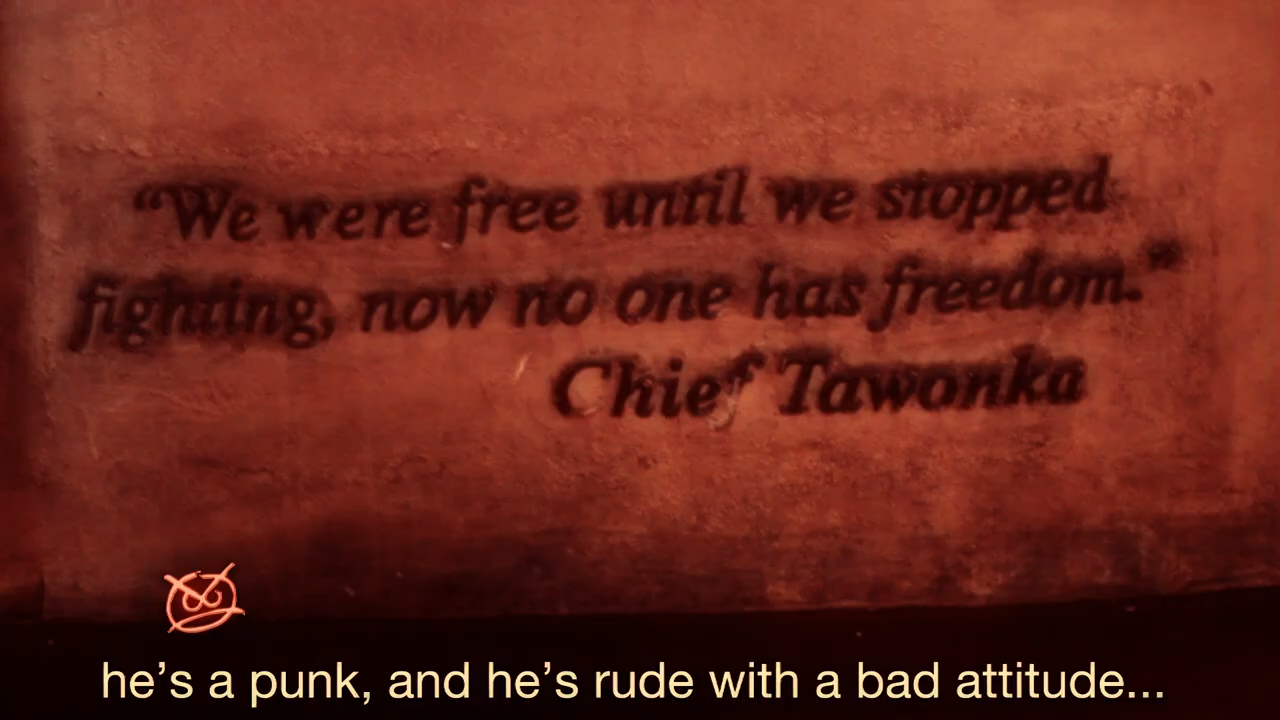 “We were free until we stopped
fighting, now no one has freedom.”
Chief Tawonka
he’s a punk, and he’s rude with a bad attitude...